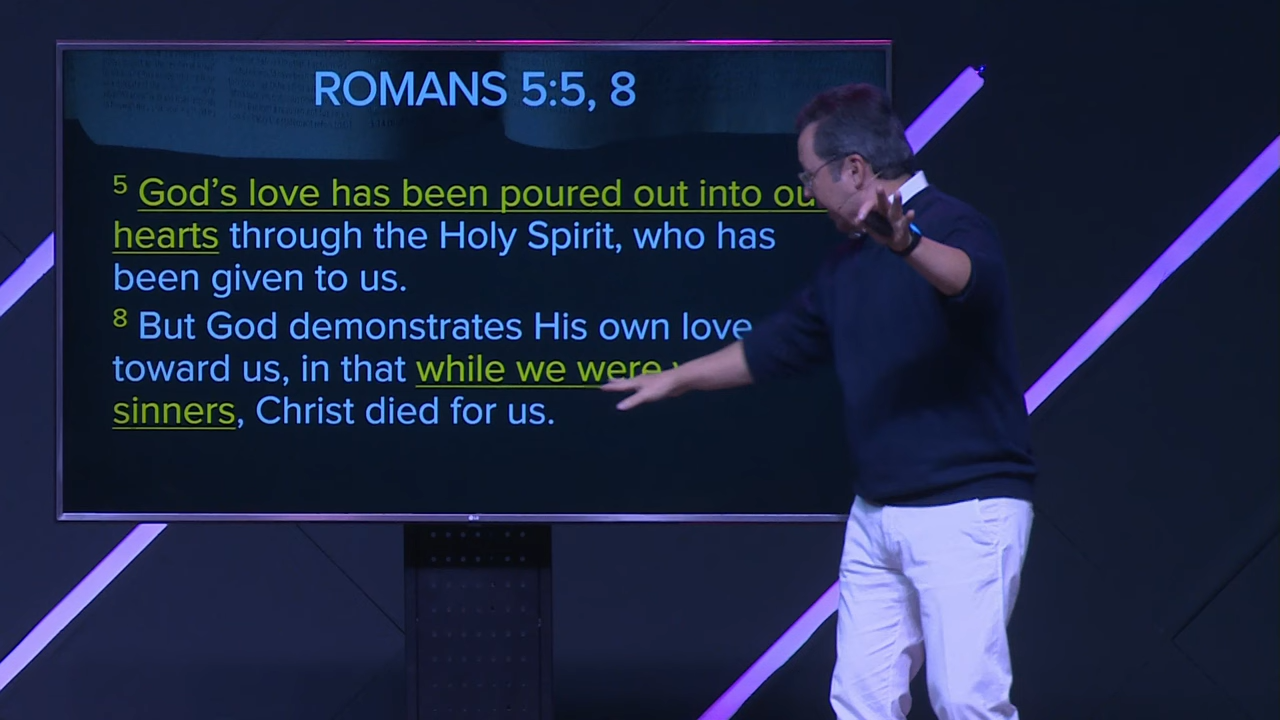 ROMANS 5:5, 8
5 God's love has been poured out into
hearts through the Holy Spirit, who has
been given to us.
8 But God demonstrates His own love
toward us, in that while we were
sinners, Christ died for us.
LG